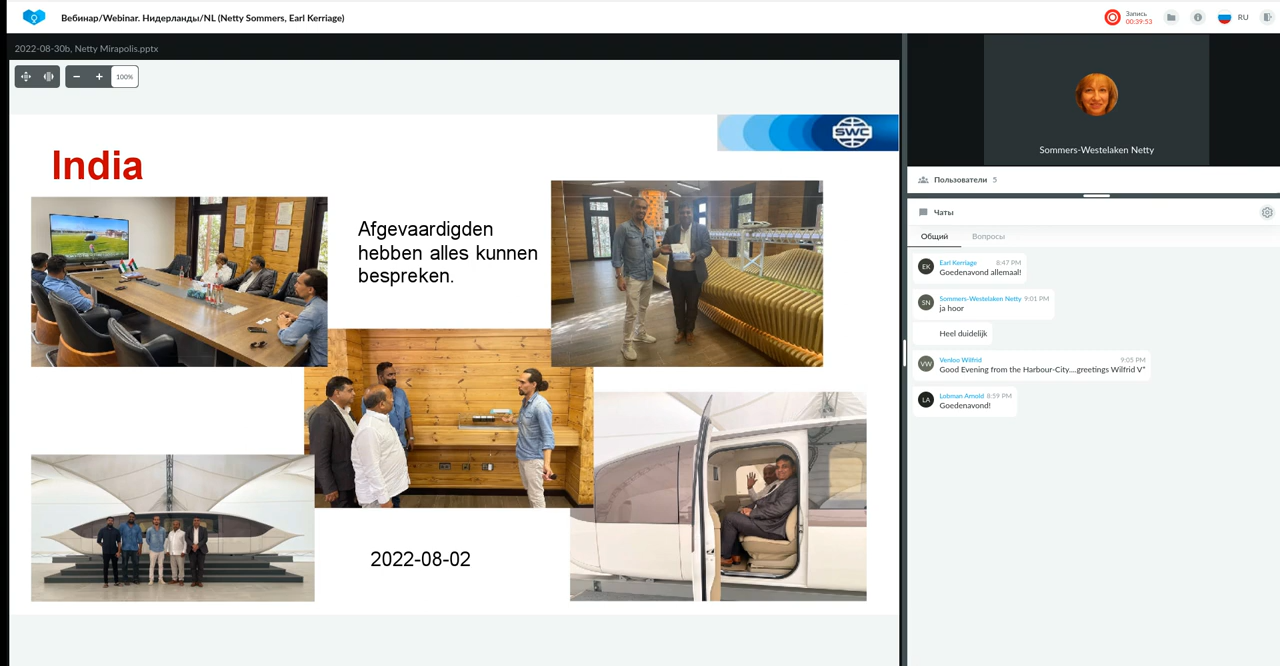 Вебинар/Webinar. Нидерланды/NL (Netty Sommers, Earl Kerriage)
Запись
00:39:53
RU
2022-08-30b, Netty Mirapolis.pptx
100%
SWC
India
Afgevaardigden
hebben alles kunnen
bespreken.
2022-08-02
Sommers-Westelaken Netty
Пользователи 5
Чаты
Общий Вопросы
EK
Earl Kerriage 8:47 PM
Goedenavond allemaal!
SN
Sommers-Westelaken Netty 9:01 PM
ja hoor
Heel duidelijk
VW
Venloo Wilfrid 9:05 PM
Good Evening from the Harbour-City....greetings Wilfrid V"
LA
Lobman Arnold 8:59 PM
Goedenavond!